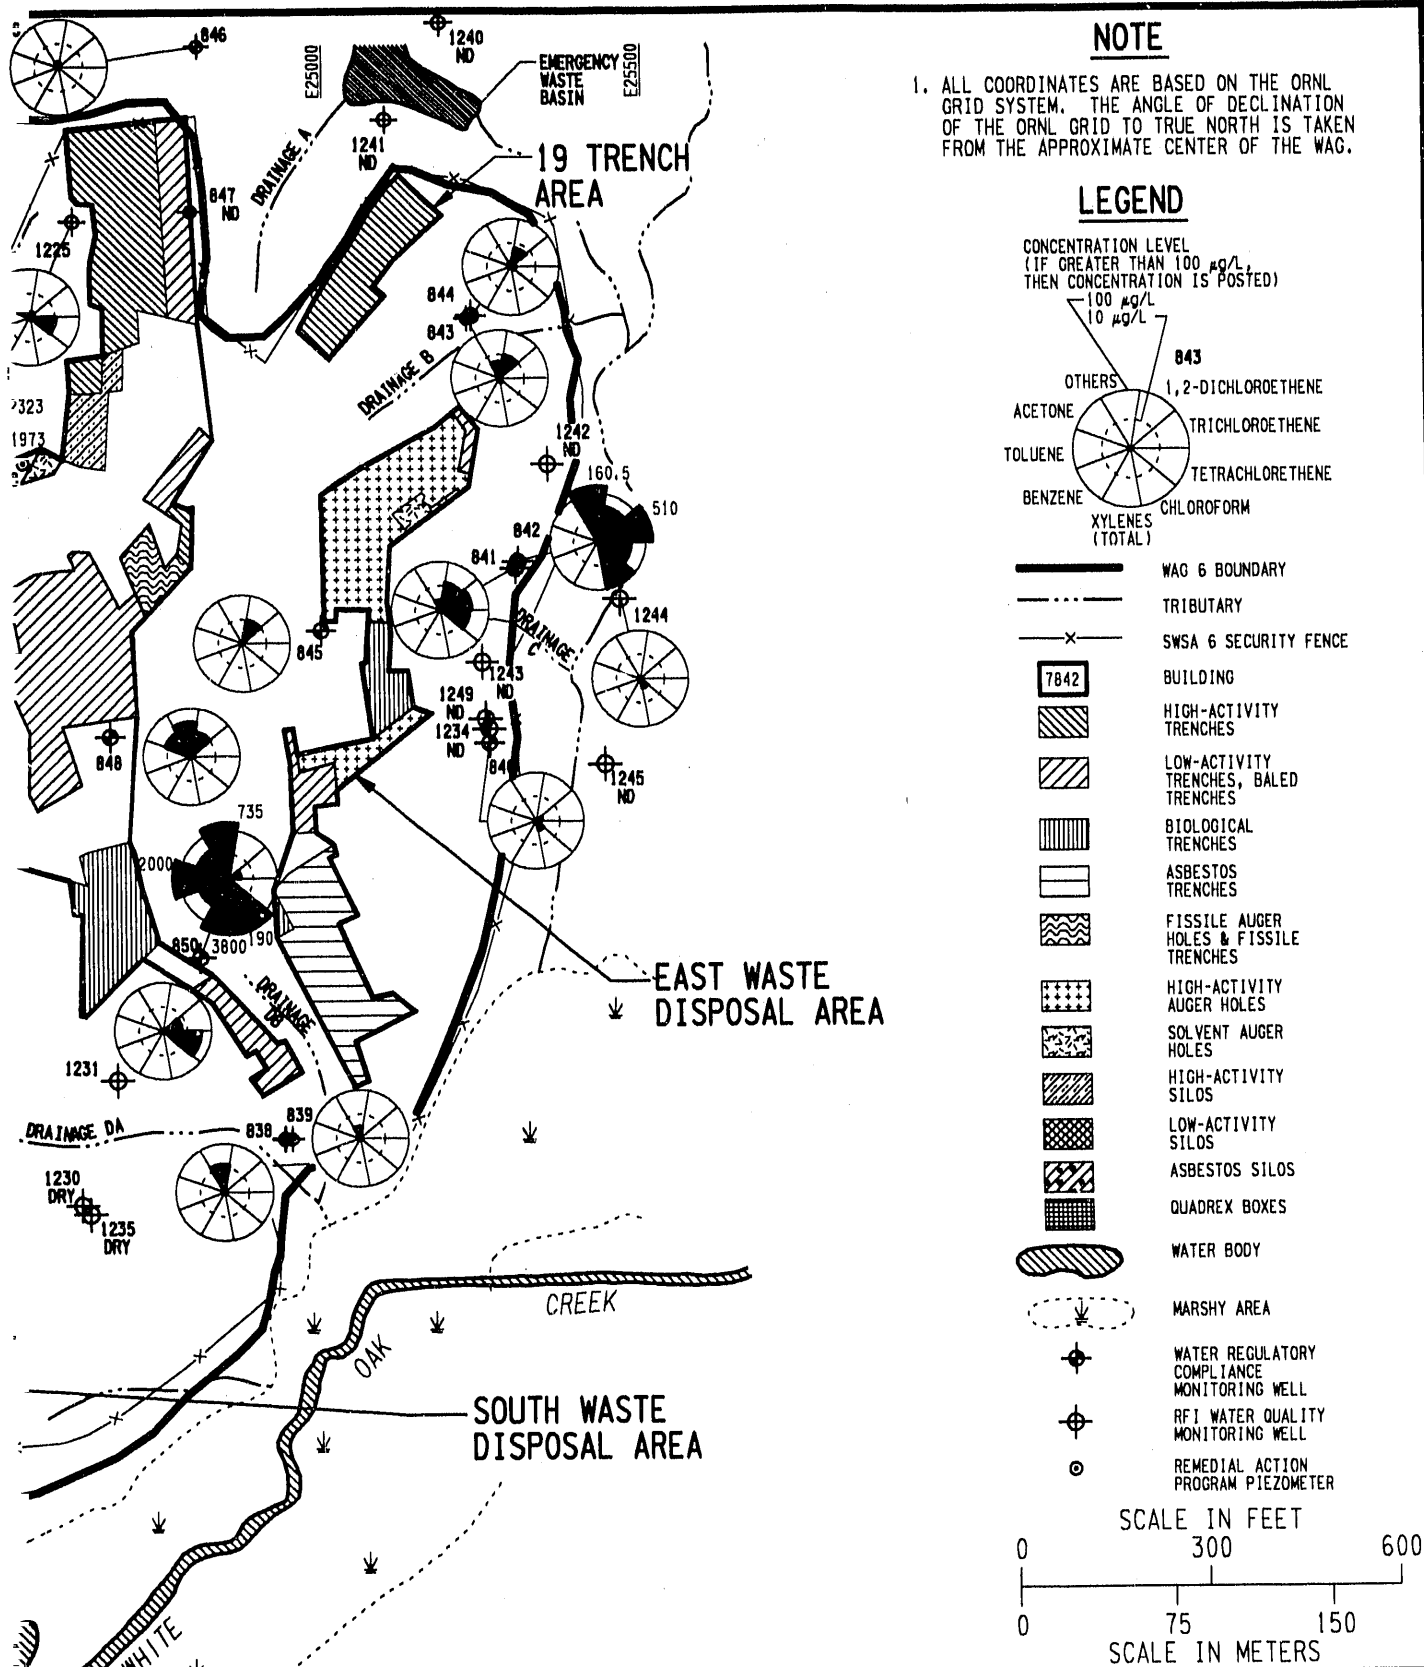 846
E25000
1240
ND
EMERGENCY
WASTE
BASIN
E25500
1241
ND
DRAINAGE A
19 TRENCH
AREA
847
ND
1225
844
843
DRAINAGE B
323
1973
1242
ND
160.5
510
842
841
DRAINAGE
C
1244
845
1243
ND
1249
ND
1234
ND
1245
ND
848
735
2000
850
3800
190
DRAINAGE
DB
EAST WASTE
DISPOSAL AREA
1231
DRAINAGE DA
839
838
1230
DRY
1235
DRY
CREEK
OAK
WHITE
SOUTH WASTE
DISPOSAL AREA
NOTE
1. ALL COORDINATES ARE BASED ON THE ORNL
GRID SYSTEM. THE ANGLE OF DECLINATION
OF THE ORNL GRID TO TRUE NORTH IS TAKEN
FROM THE APPROXIMATE CENTER OF THE WAG.
LEGEND
CONCENTRATION LEVEL
(IF GREATER THAN 100 µg/L,
THEN CONCENTRATION IS POSTED)
100 µg/L
10 µg/L
843
OTHERS
1,2-DICHLOROETHENE
ACETONE
TRICHLOROETHENE
TOLUENE
TETRACHLORETHENE
BENZENE
CHLOROFORM
XYLENES
(TOTAL)
WAG 6 BOUNDARY
TRIBUTARY
SWSA 6 SECURITY FENCE
7842
BUILDING
HIGH-ACTIVITY
TRENCHES
LOW-ACTIVITY
TRENCHES, BALED
TRENCHES
BIOLOGICAL
TRENCHES
ASBESTOS
TRENCHES
FISSILE AUGER
HOLES & FISSILE
TRENCHES
HIGH-ACTIVITY
AUGER HOLES
SOLVENT AUGER
HOLES
HIGH-ACTIVITY
SILOS
LOW-ACTIVITY
SILOS
ASBESTOS SILOS
QUADREX BOXES
WATER BODY
MARSHY AREA
WATER REGULATORY
COMPLIANCE
MONITORING WELL
RFI WATER QUALITY
MONITORING WELL
REMEDIAL ACTION
PROGRAM PIEZOMETER
SCALE IN FEET
0 300 600
0 75 150
SCALE IN METERS